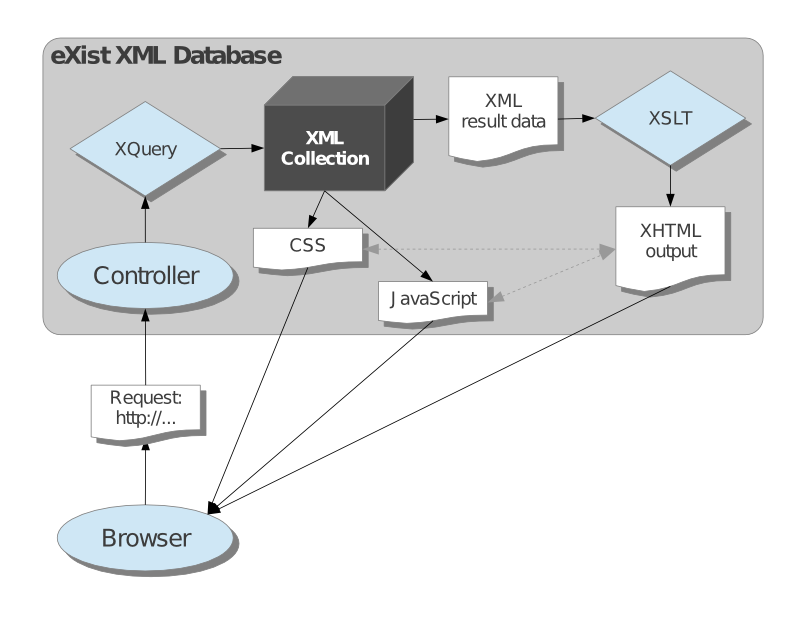 eXist XML Database
XQuery
XML
Collection
XML
result data
XSLT
CSS
XHTML
output
Controller
JavaScript
Request:
http://...
Browser